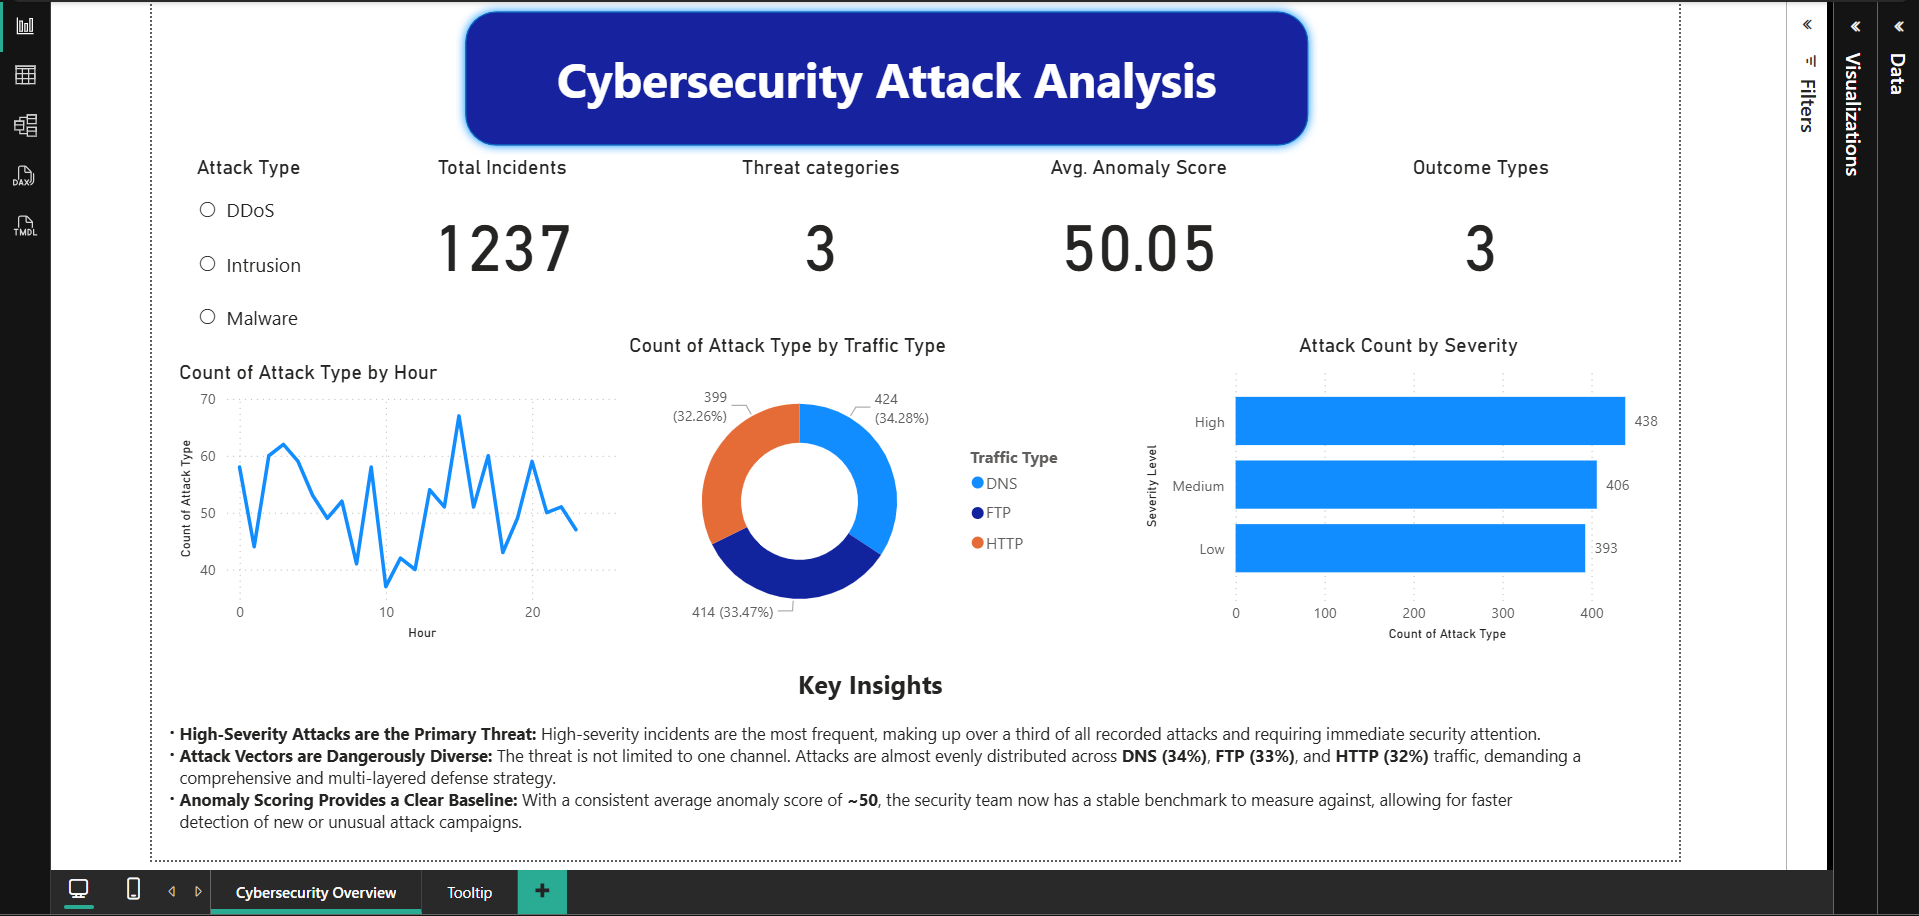 Cybersecurity Attack Analysis
Attack Type
DDoS
Intrusion
Malware
Total Incidents
1237
Threat categories
3
Avg. Anomaly Score
50.05
Outcome Types
3
Count of Attack Type by Hour
Count of Attack Type
70
60
50
40
0
10
20
Hour
Count of Attack Type by Traffic Type
399
(32.26%)
424
(34.28%)
414 (33.47%)
Traffic Type
DNS
FTP
HTTP
Attack Count by Severity
Severity Level
High
438
Medium
406
Low
393
0
100
200
300
400
Count of Attack Type
Key Insights
· High-Severity Attacks are the Primary Threat: High-severity incidents are the most frequent, making up over a third of all recorded attacks and requiring immediate security attention.
· Attack Vectors are Dangerously Diverse: The threat is not limited to one channel. Attacks are almost evenly distributed across DNS (34%), FTP (33%), and HTTP (32%) traffic, demanding a
comprehensive and multi-layered defense strategy.
· Anomaly Scoring Provides a Clear Baseline: With a consistent average anomaly score of ~50, the security team now has a stable benchmark to measure against, allowing for faster
detection of new or unusual attack campaigns.
Filters
Visualizations
Data
DAX
TMDL
Cybersecurity Overview
Tooltip